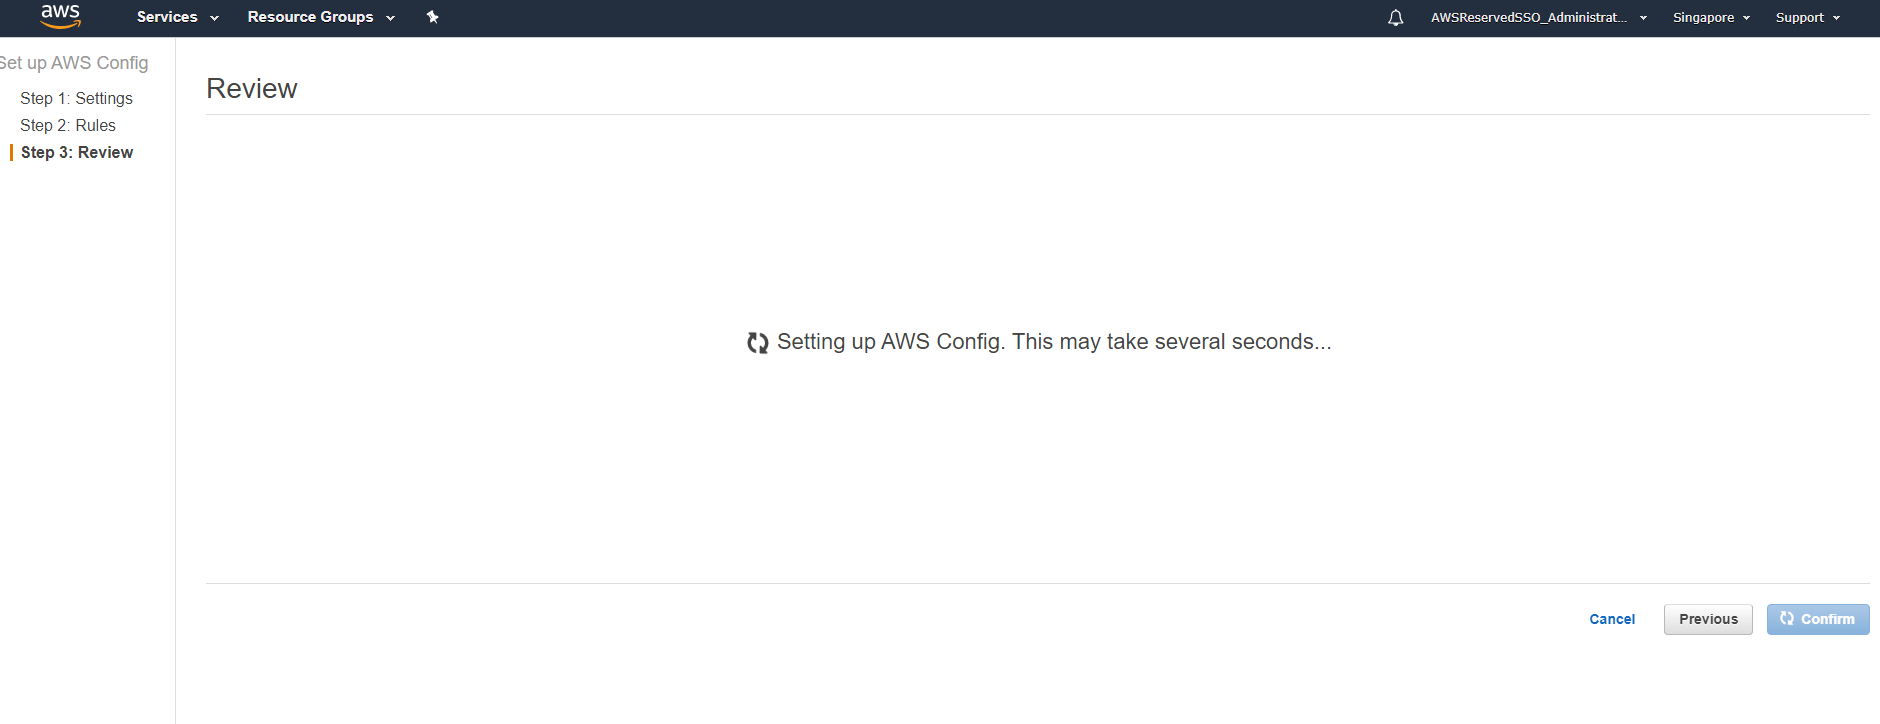 aws Services Resource Groups AWSReservedSSO_Administrat... Singapore Support
Set up AWS Config
Step 1: Settings
Step 2: Rules
Step 3: Review
Review
Setting up AWS Config. This may take several seconds...
Cancel Previous Confirm